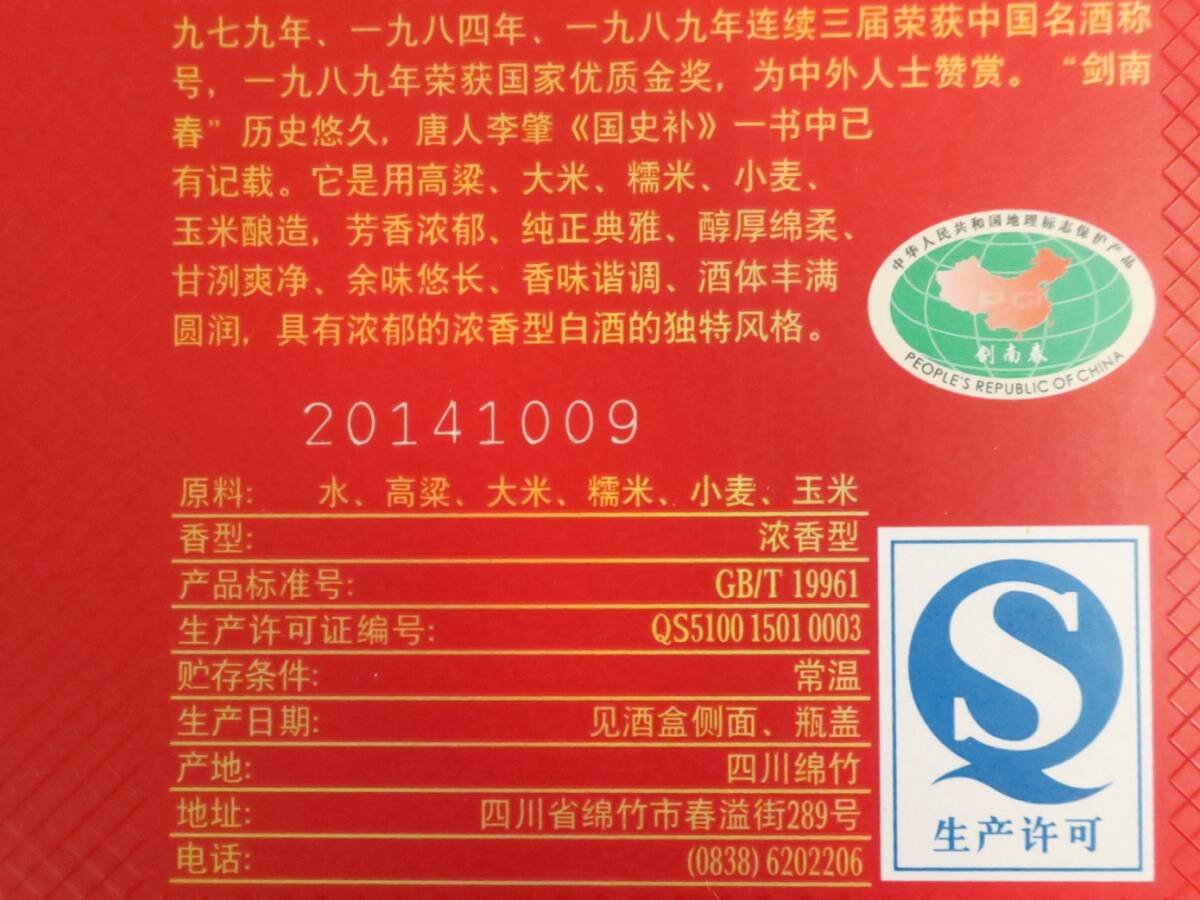 九七九年、一九八四年、一九八九年连续三届荣获中国名酒称
号，一九八九年荣获国家优质金奖，为中外人士赞赏。“剑南
春”历史悠久，唐人李肇《国史补》一书中已
有记载。它是用高粱、大米、糯米、小麦、
玉米酿造，芳香浓郁、纯正典雅、醇厚绵柔、
甘洌爽净、余味悠长、香味谐调、酒体丰满
圆润，具有浓郁的浓香型白酒的独特风格。
中华人民共和国地理标志保护产品
PGI
剑南春
PEOPLE'S REPUBLIC OF CHINA
20141009
原料: 水、高粱、大米、糯米、小麦、玉米
香型: 浓香型
产品标准号: GB/T 19961
生产许可证编号: QS5100 1501 0003
贮存条件: 常温
生产日期: 见酒盒侧面、瓶盖
产地: 四川绵竹
地址: 四川省绵竹市春溢街289号
电话: (0838) 6202206
QS
生产许可